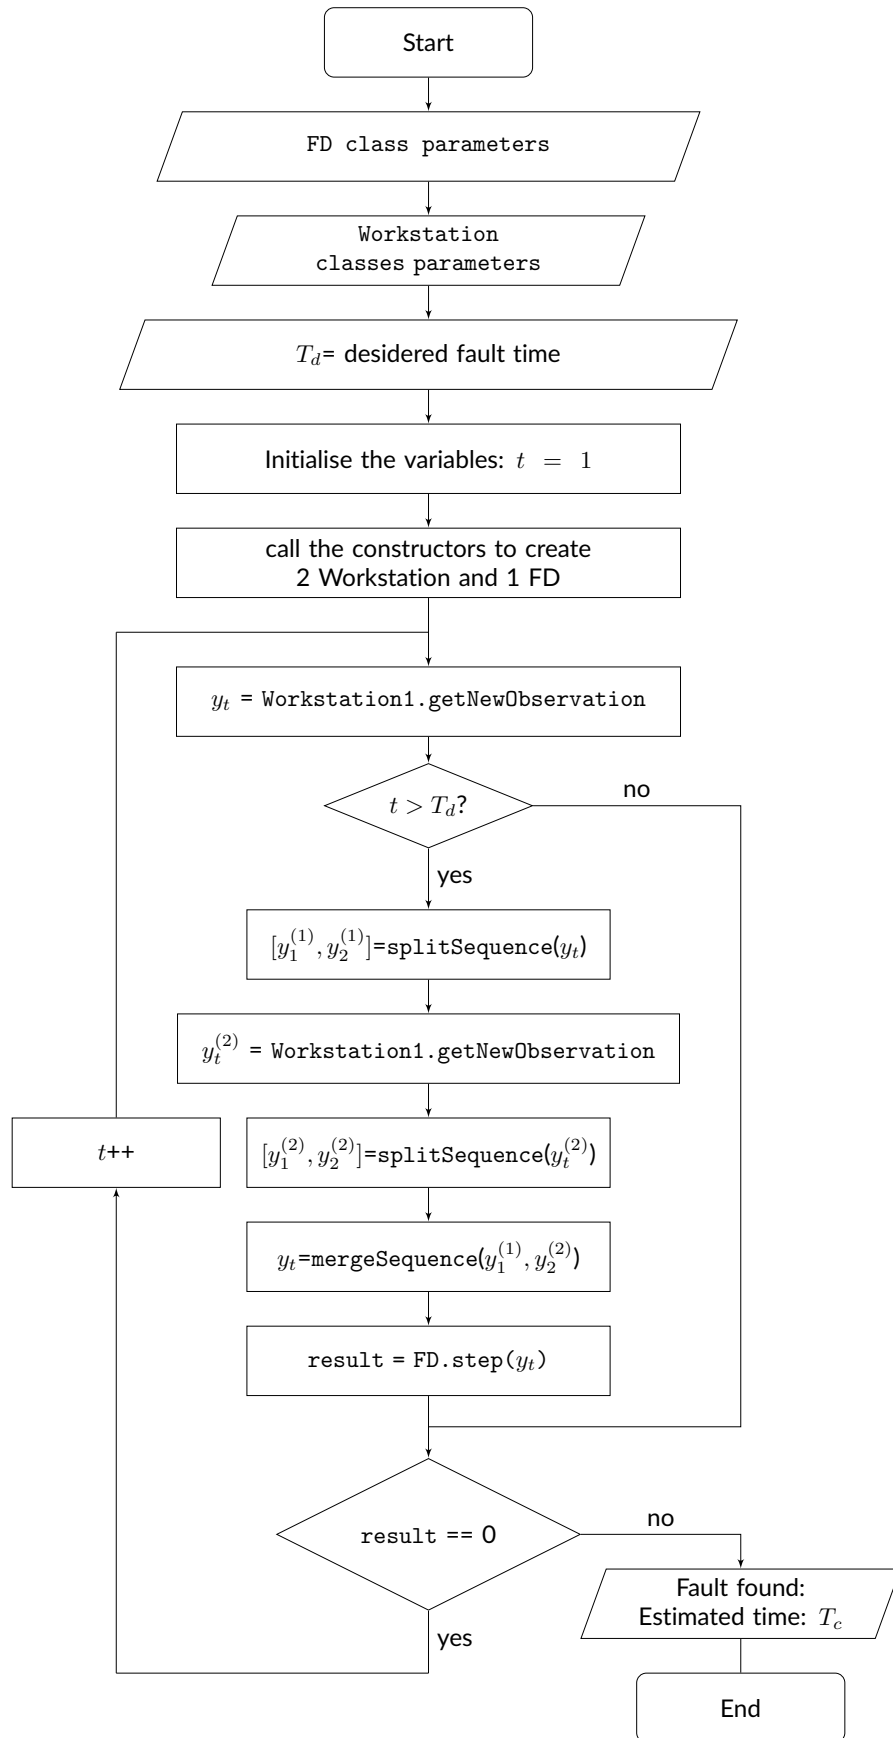 Start
FD class parameters
Workstation
classes parameters
T_d= desidered fault time
Initialise the variables: t = 1
call the constructors to create
2 Workstation and 1 FD
y_t = Workstation1.getNewObservation
t > T_d?
no
yes
[y_1^{(1)}, y_2^{(1)}]=splitSequence(y_t)
y_t^{(2)} = Workstation1.getNewObservation
t++
[y_1^{(2)}, y_2^{(2)}]=splitSequence(y_t^{(2)})
y_t=mergeSequence(y_1^{(1)}, y_2^{(2)})
result = FD.step(y_t)
result == 0
no
Fault found:
Estimated time: T_c
yes
End